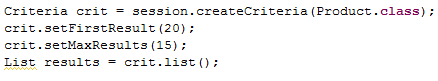 Criteria crit = session.createCriteria(Product.class);
crit.setFirstResult(20);
crit.setMaxResults(15);
List results = crit.list();